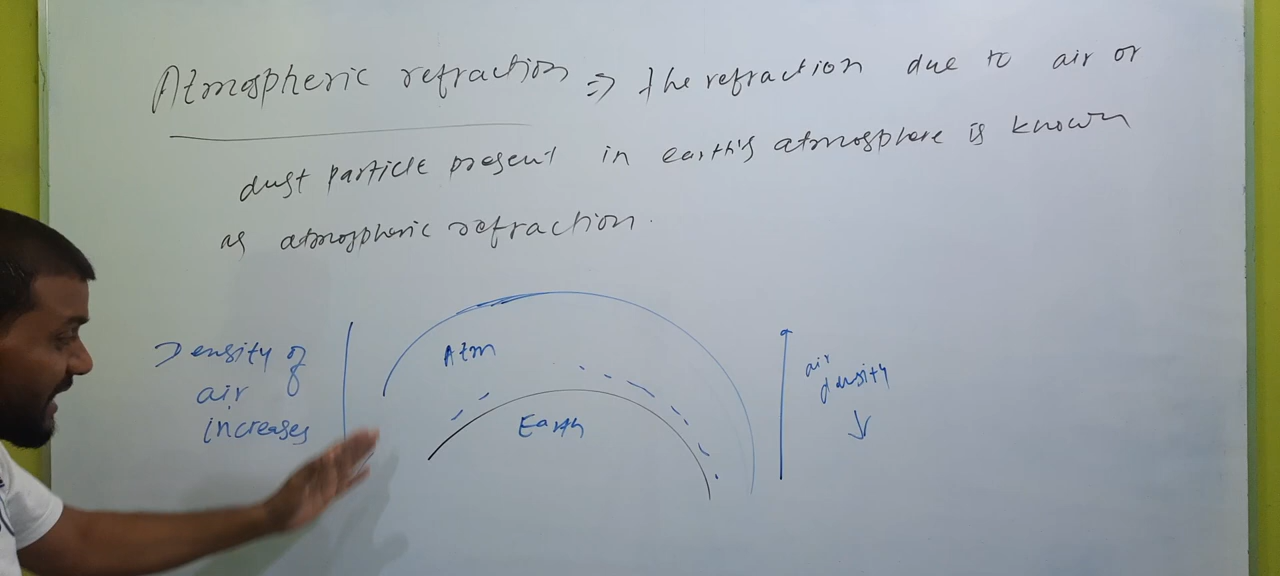 Atmospheric refraction ⇒ the refraction due to air or
dust particle present in earth's atmosphere is known
as atmospheric refraction.
Density of
air
increases
Atm
Earth
air
density
↓